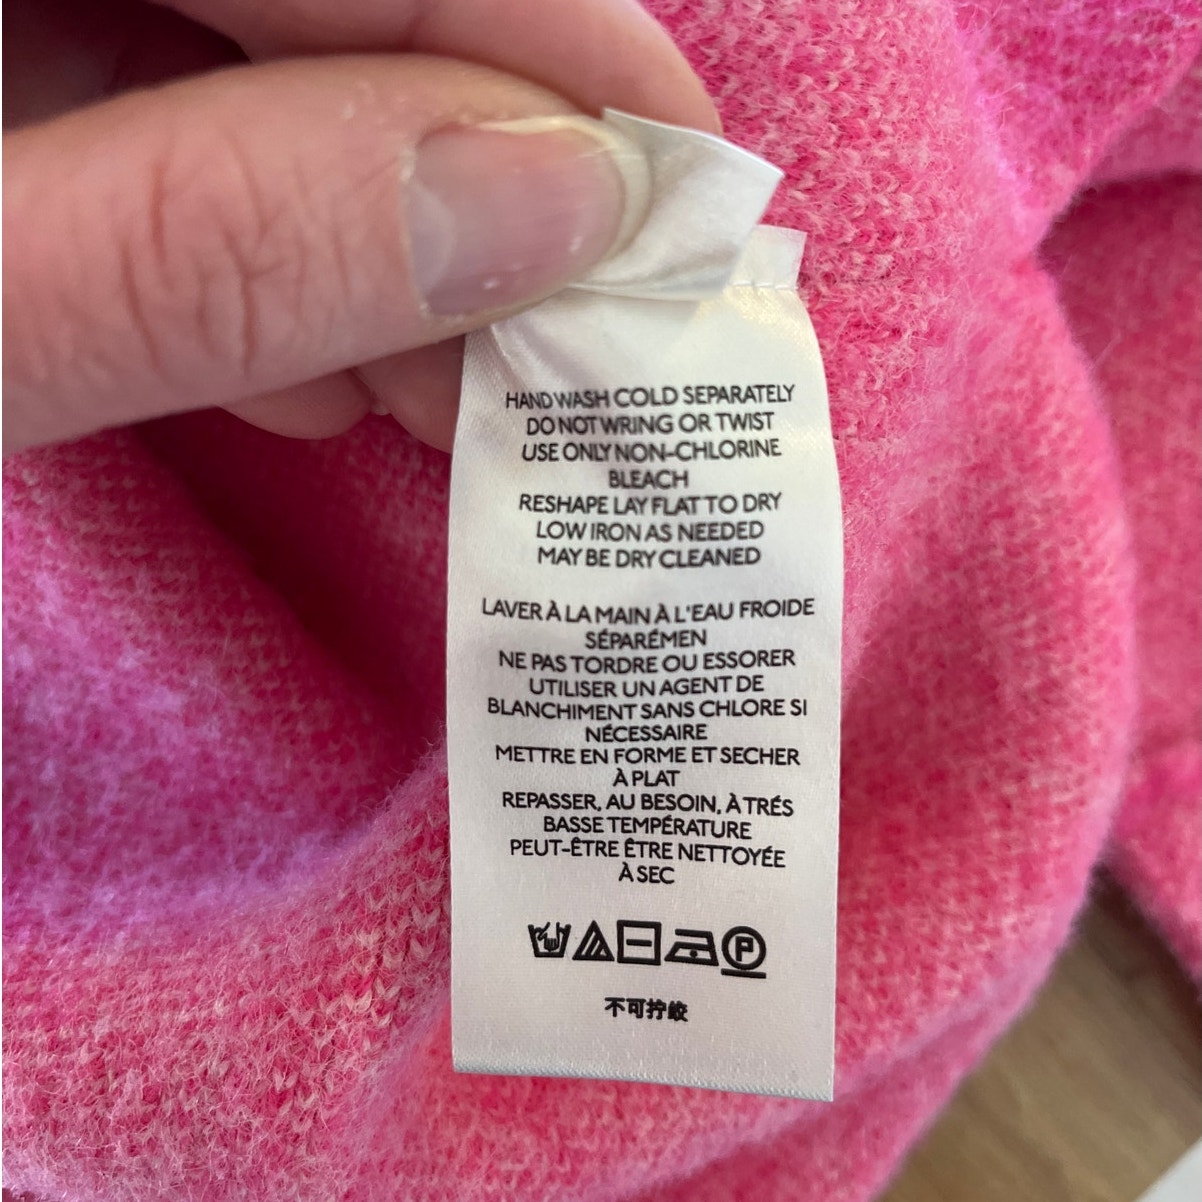 HAND WASH COLD SEPARATELY
DO NOT WRING OR TWIST
USE ONLY NON-CHLORINE
BLEACH
RESHAPE LAY FLAT TO DRY
LOW IRON AS NEEDED
MAY BE DRY CLEANED
LAVER À LA MAIN À L'EAU FROIDE
SÉPARÉMEN
NE PAS TORDRE OU ESSORER
UTILISER UN AGENT DE
BLANCHIMENT SANS CHLORE SI
NÉCESSAIRE
METTRE EN FORME ET SECHER
À PLAT
REPASSER, AU BESOIN, À TRÉS
BASSE TEMPÉRATURE
PEUT-ÊTRE ÊTRE NETTOYÉE
À SEC
P
不可拧绞